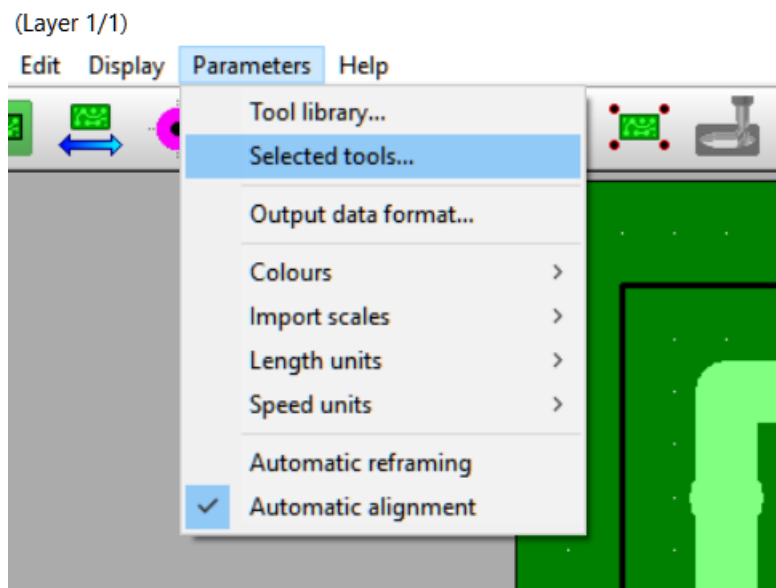 (Layer 1/1)
Edit Display Parameters Help
Tool library...
Selected tools...
Output data format...
Colours
Import scales
Length units
Speed units
Automatic reframing
Automatic alignment